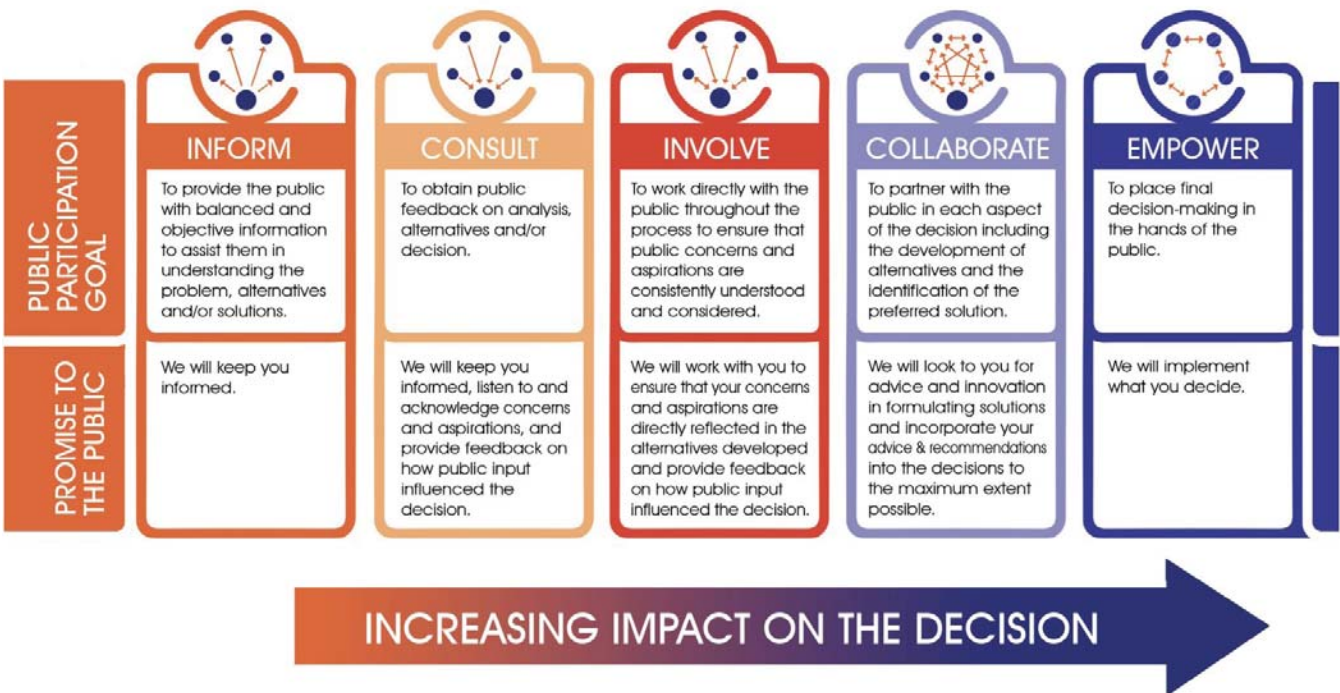 PUBLIC
PARTICIPATION
GOAL
INFORM
To provide the public
with balanced and
objective information
to assist them in
understanding the
problem, alternatives
and/or solutions.
CONSULT
To obtain public
feedback on analysis,
alternatives and/or
decision.
INVOLVE
To work directly with the
public throughout the
process to ensure that
public concerns and
aspirations are
consistently understood
and considered.
COLLABORATE
To partner with the
public in each aspect
of the decision including
the development of
alternatives and the
identification of the
preferred solution.
EMPOWER
To place final
decision-making in
the hands of the
public.
PROMISE TO
THE PUBLIC
We will keep you
informed.
We will keep you
informed, listen to and
acknowledge concerns
and aspirations, and
provide feedback on
how public input
influenced the
decision.
We will work with you to
ensure that your concerns
and aspirations are
directly reflected in the
alternatives developed
and provide feedback
on how public input
influenced the decision.
We will look to you for
advice and innovation
in formulating solutions
and incorporate your
advice & recommendations
into the decisions to
the maximum extent
possible.
We will implement
what you decide.
INCREASING IMPACT ON THE DECISION